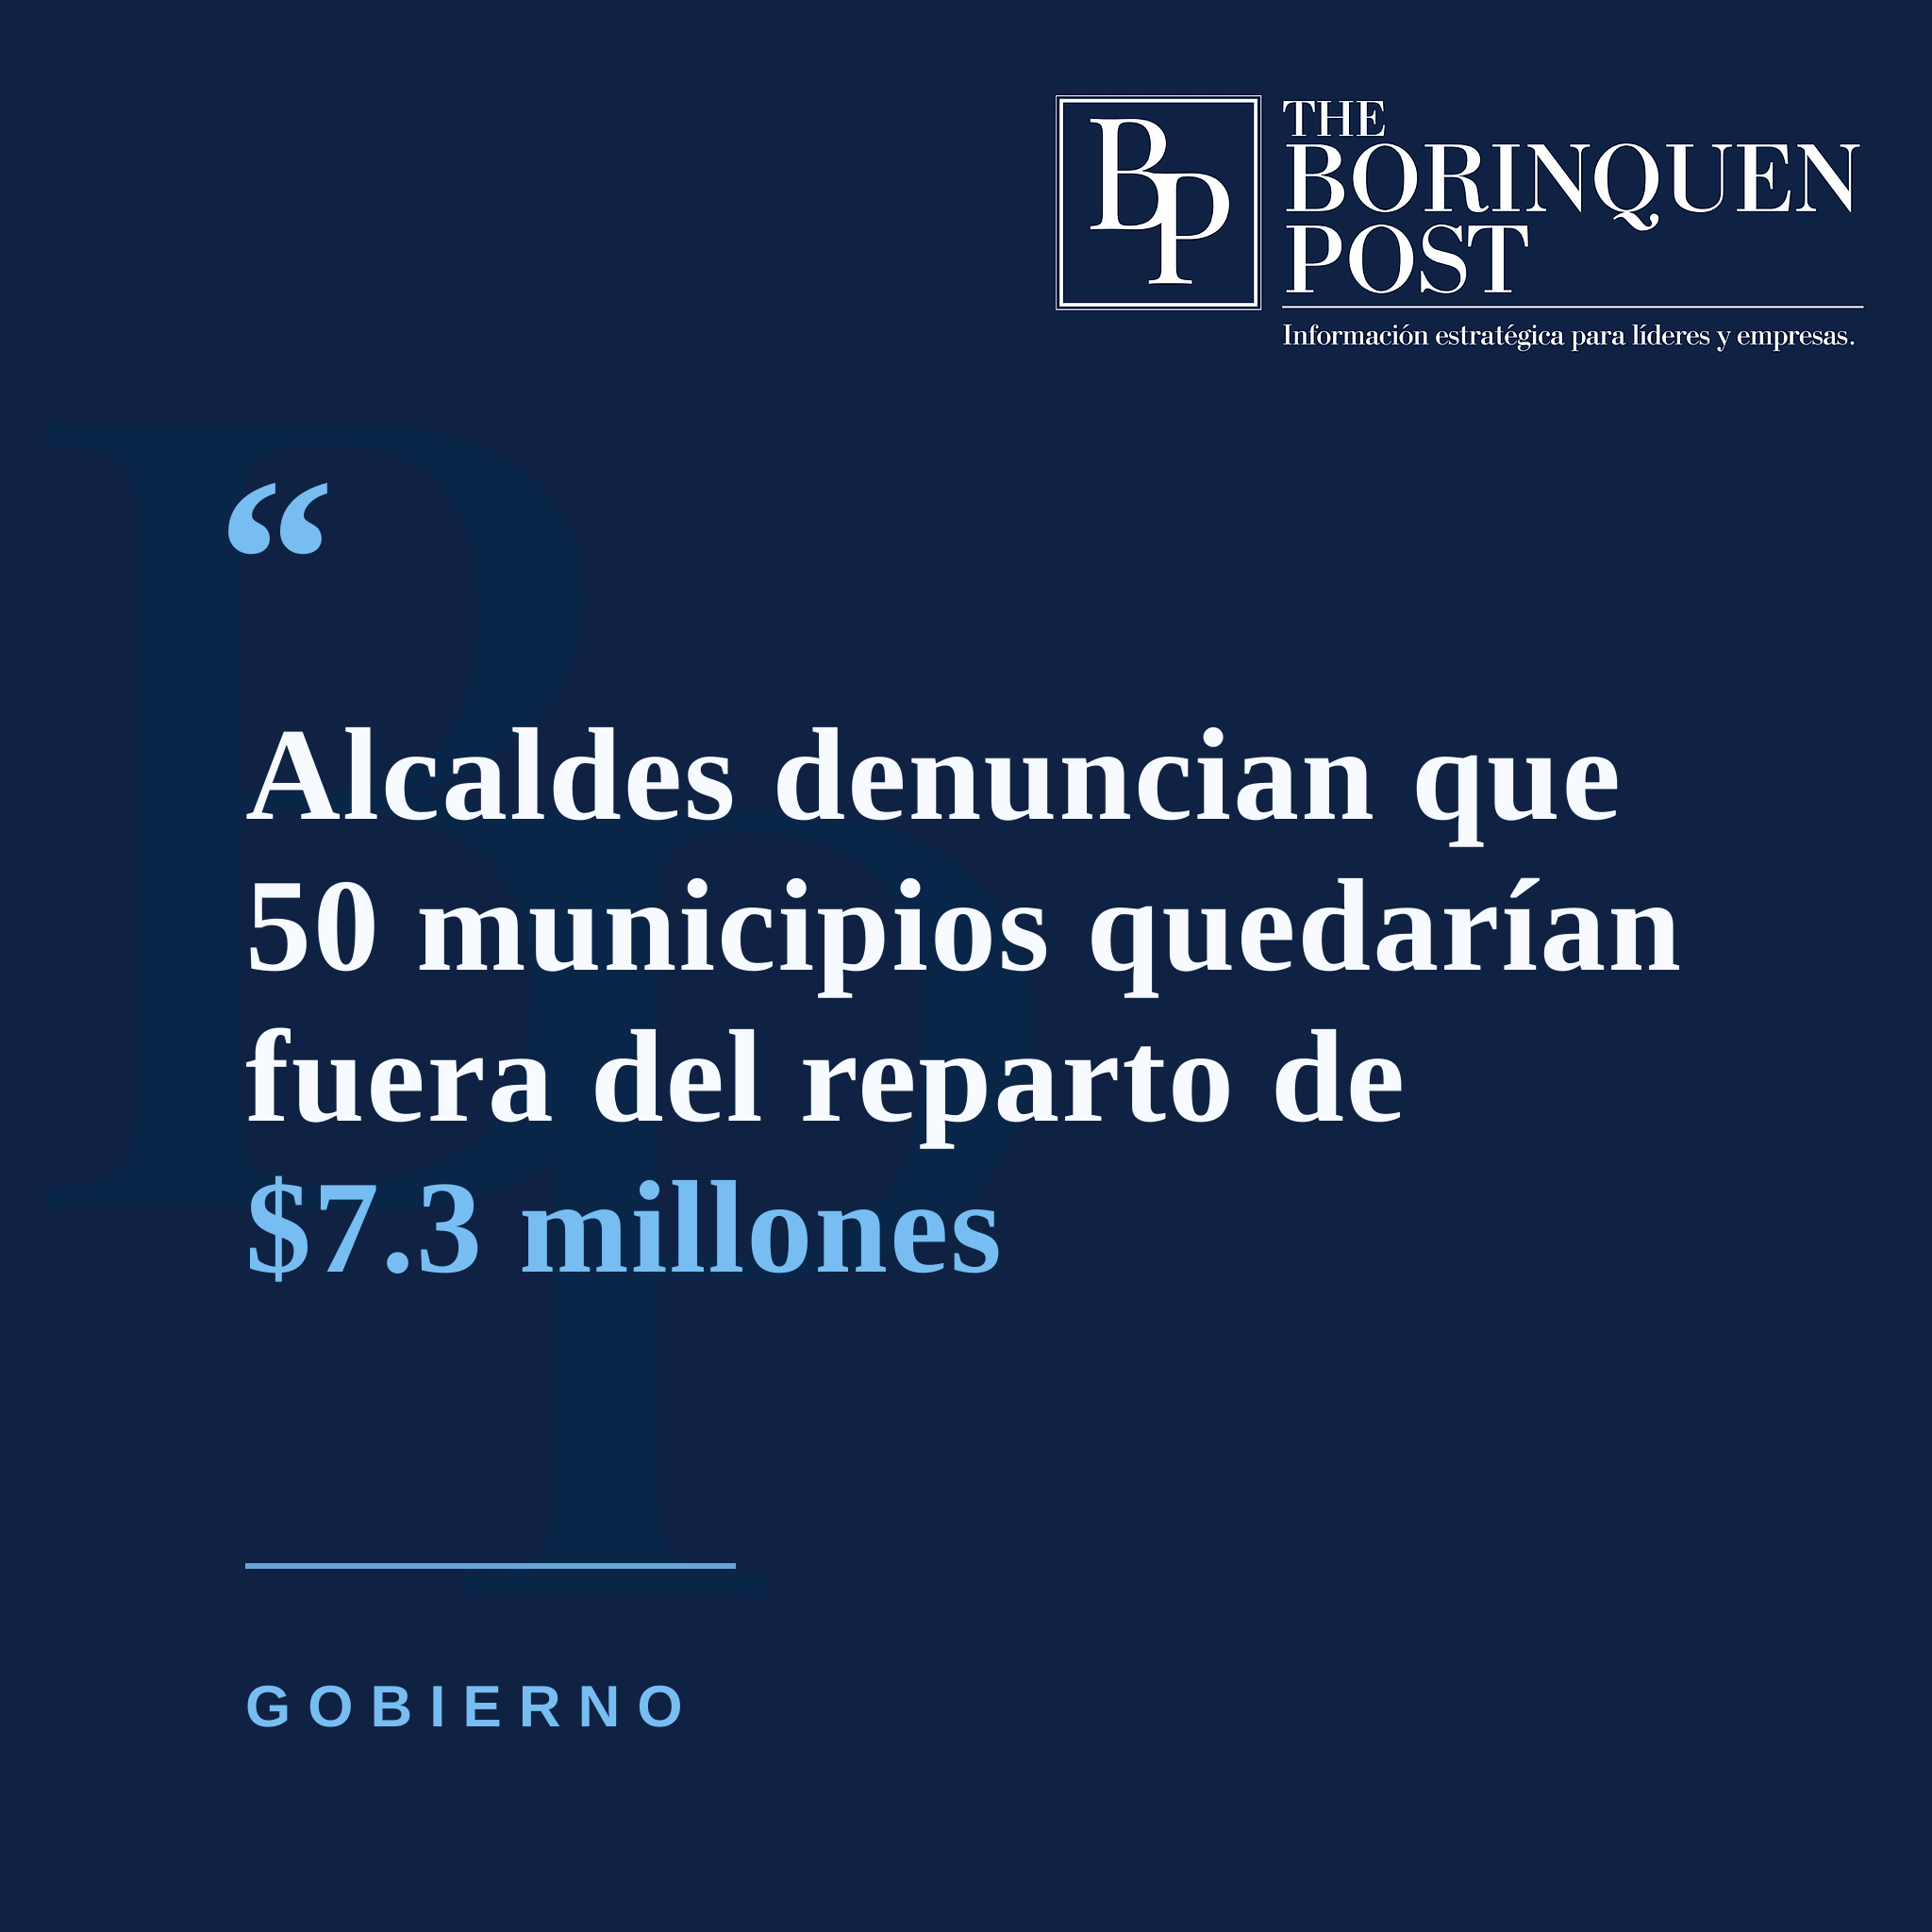 BP
THE
BORINQUEN
POST
Información estratégica para líderes y empresas.
“
Alcaldes denuncian que
50 municipios quedarían
fuera del reparto de
$7.3 millones
GOBIERNO